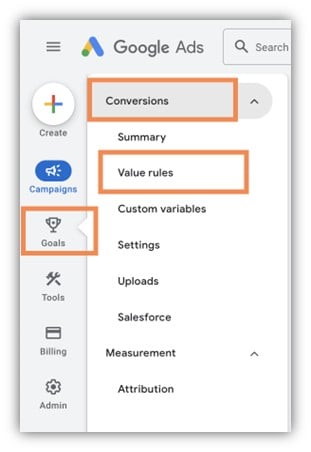 Google Ads
Search
Create
Campaigns
Goals
Tools
Billing
Admin
Conversions
Summary
Value rules
Custom variables
Settings
Uploads
Salesforce
Measurement
Attribution